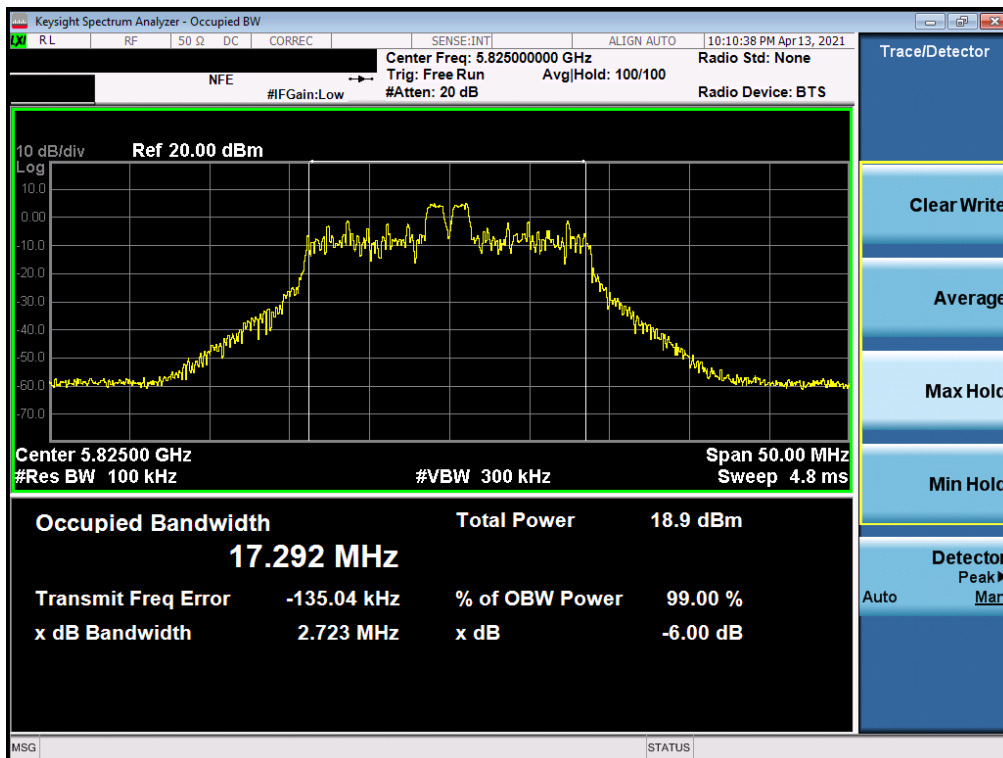 Keysight Spectrum Analyzer - Occupied BW
LXI RL RF 50 Ω DC CORREC SENSE:INT ALIGN AUTO 10:10:38 PM Apr 13, 2021
Center Freq: 5.825000000 GHz Radio Std: None
NFE Trig: Free Run Avg|Hold: 100/100
#IFGain:Low #Atten: 20 dB Radio Device: BTS
10 dB/div Ref 20.00 dBm
Log
10.0
0.00
-10.0
-20.0
-30.0
-40.0
-50.0
-60.0
-70.0
Center 5.82500 GHz Span 50.00 MHz
#Res BW 100 kHz #VBW 300 kHz Sweep 4.8 ms
Occupied Bandwidth Total Power 18.9 dBm
17.292 MHz
Transmit Freq Error -135.04 kHz % of OBW Power 99.00 %
x dB Bandwidth 2.723 MHz x dB -6.00 dB
Trace/Detector
Clear Write
Average
Max Hold
Min Hold
Detector
Peak▶
Auto Man
MSG STATUS